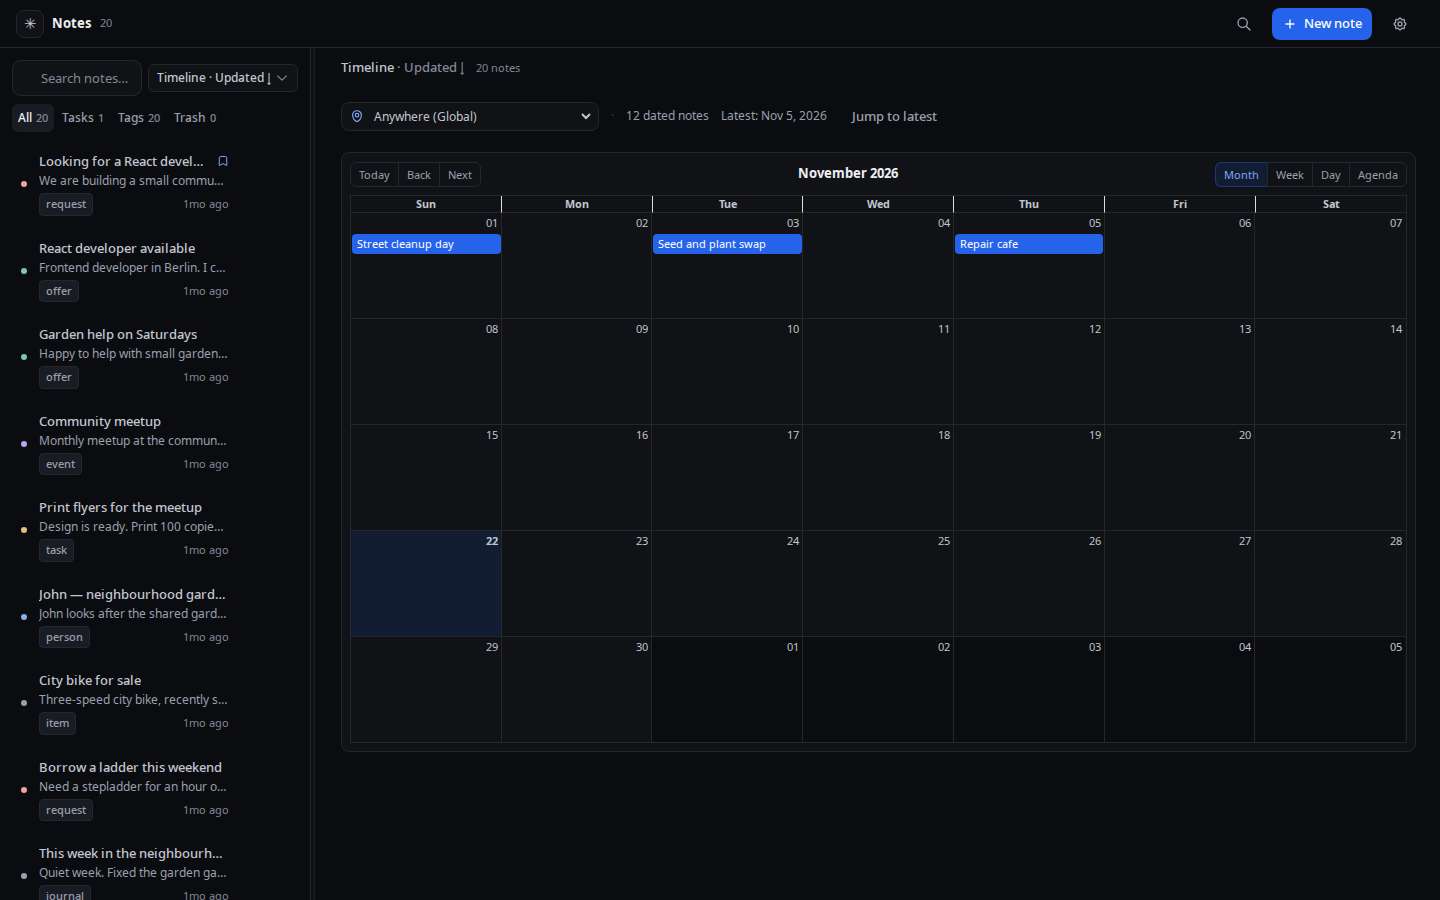 Notes 20
New note
Search notes...
Timeline · Updated ↓
All 20 Tasks 1 Tags 20 Trash 0
Looking for a React devel...
We are building a small commu...
request 1mo ago
React developer available
Frontend developer in Berlin. I c...
offer 1mo ago
Garden help on Saturdays
Happy to help with small garden...
offer 1mo ago
Community meetup
Monthly meetup at the commun...
event 1mo ago
Print flyers for the meetup
Design is ready. Print 100 copie...
task 1mo ago
John — neighbourhood gard...
John looks after the shared gard...
person 1mo ago
City bike for sale
Three-speed city bike, recently s...
item 1mo ago
Borrow a ladder this weekend
Need a stepladder for an hour o...
request 1mo ago
This week in the neighbourh...
Quiet week. Fixed the garden ga...
journal 1mo ago
Timeline · Updated ↓ 20 notes
Anywhere (Global) · 12 dated notes Latest: Nov 5, 2026 Jump to latest
Today Back Next November 2026 Month Week Day Agenda
Sun Mon Tue Wed Thu Fri Sat
01 02 03 04 05 06 07
Street cleanup day Seed and plant swap Repair cafe
08 09 10 11 12 13 14
15 16 17 18 19 20 21
22 23 24 25 26 27 28
29 30 01 02 03 04 05